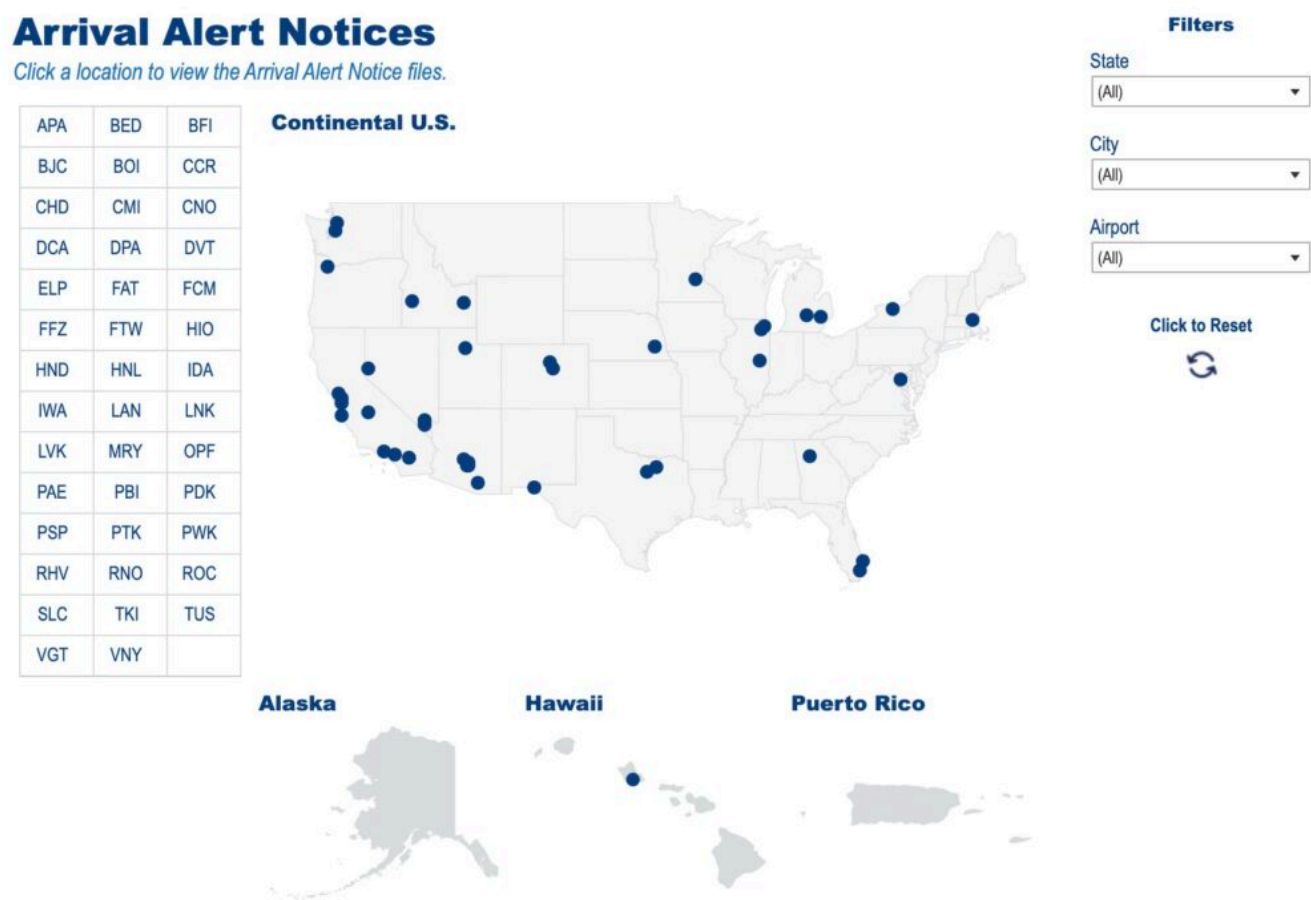 Arrival Alert Notices
Click a location to view the Arrival Alert Notice files.
APA BED BFI
BJC BOI CCR
CHD CMI CNO
DCA DPA DVT
ELP FAT FCM
FFZ FTW HIO
HND HNL IDA
IWA LAN LNK
LVK MRY OPF
PAE PBI PDK
PSP PTK PWK
RHV RNO ROC
SLC TKI TUS
VGT VNY
Continental U.S.
Alaska
Hawaii
Puerto Rico
Filters
State
(All)
City
(All)
Airport
(All)
Click to Reset